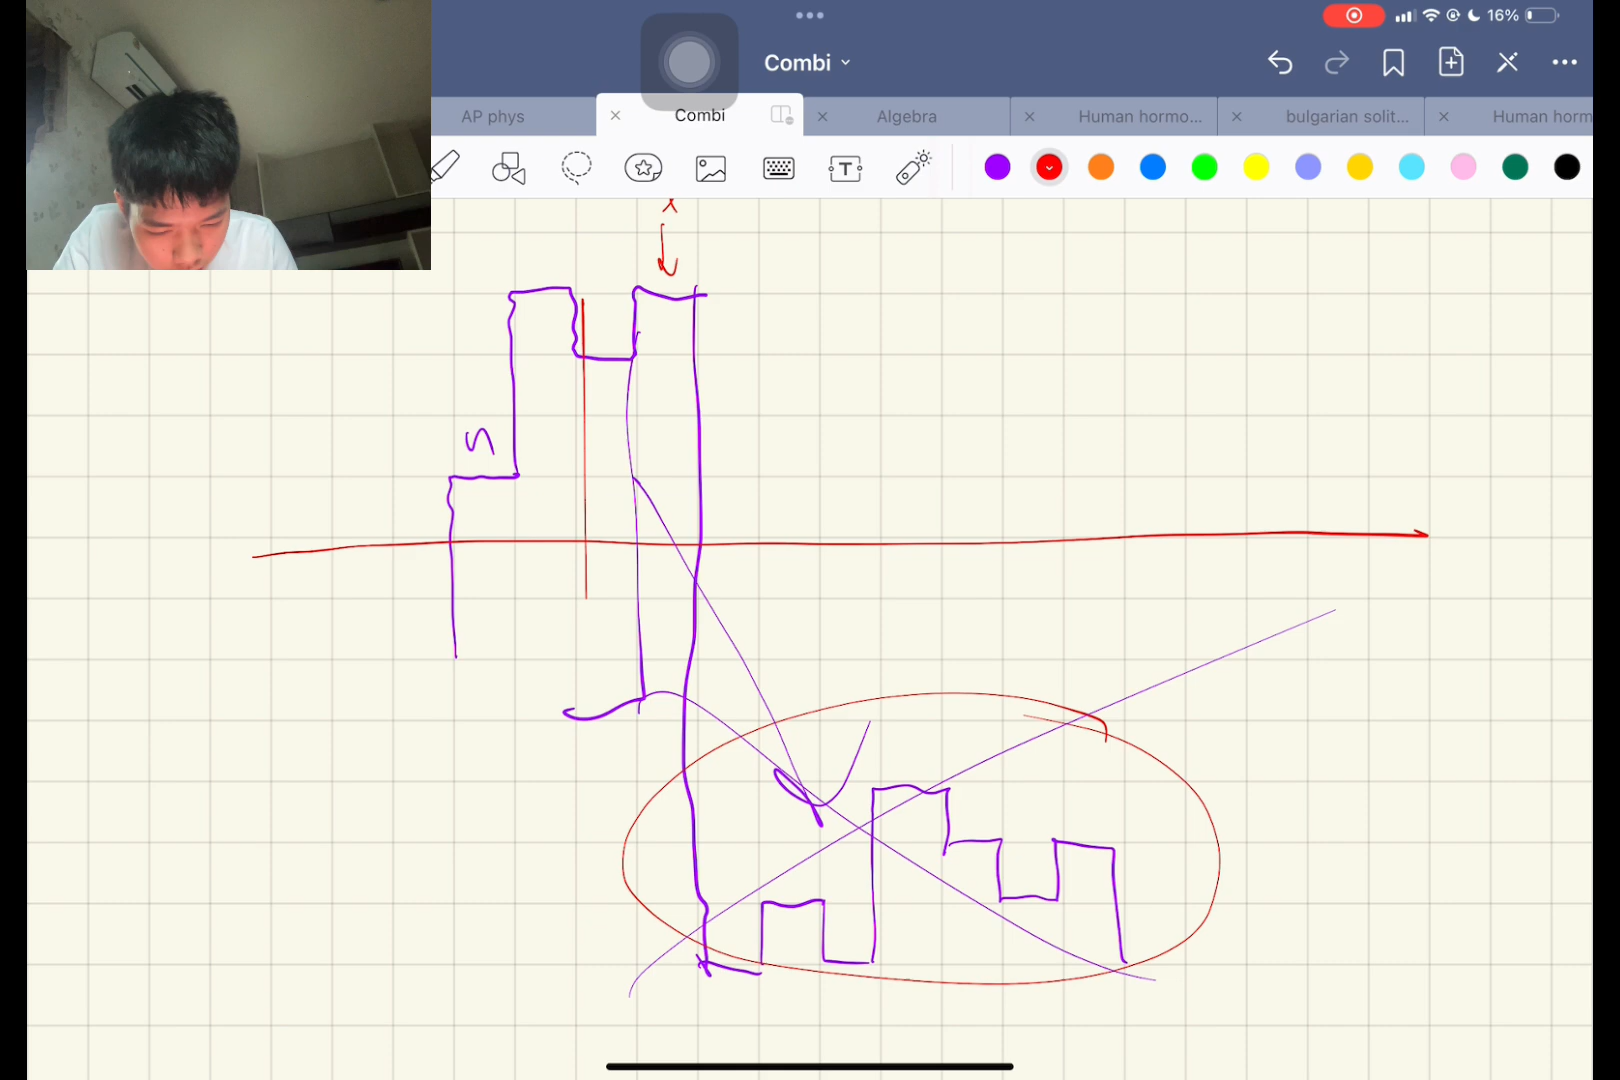 16%
Combi
AP phys
Combi
Algebra
Human hormo...
bulgarian solit...
Human horm
T